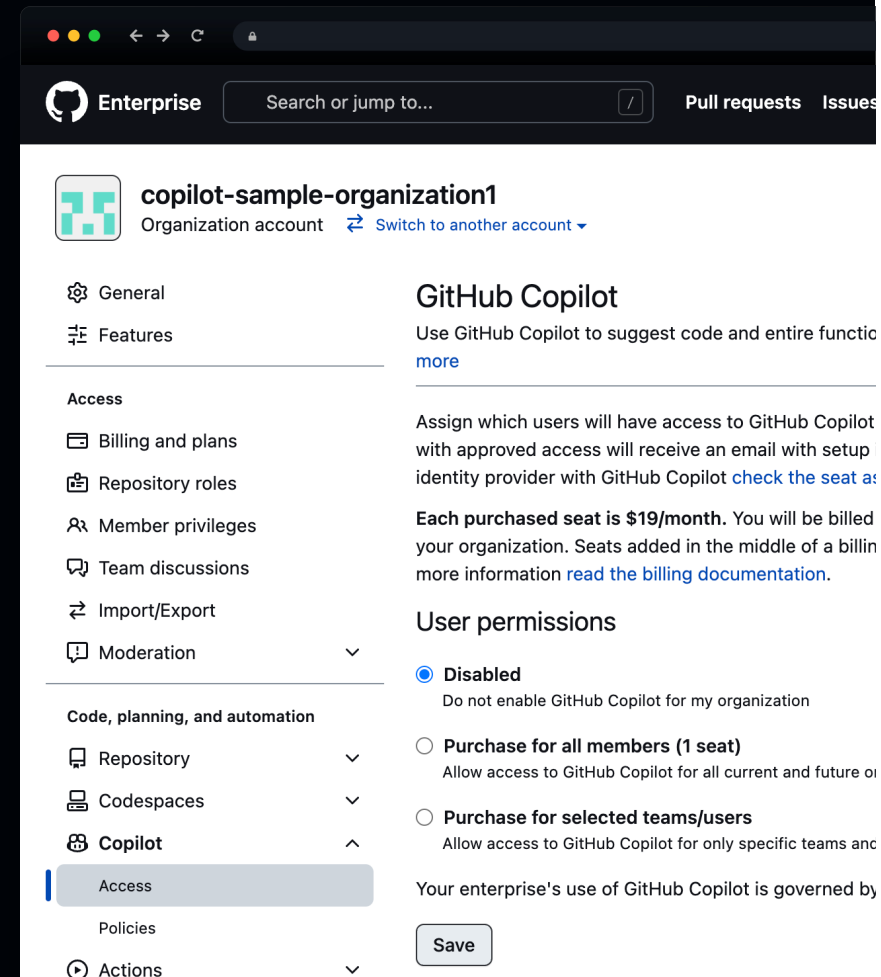 Enterprise
Search or jump to...
/
Pull requests
Issues
copilot-sample-organization1
Organization account
Switch to another account
General
Features
Access
Billing and plans
Repository roles
Member privileges
Team discussions
Import/Export
Moderation
Code, planning, and automation
Repository
Codespaces
Copilot
Access
Policies
Actions
GitHub Copilot
Use GitHub Copilot to suggest code and entire functio
more
Assign which users will have access to GitHub Copilot
with approved access will receive an email with setup
identity provider with GitHub Copilot check the seat as
Each purchased seat is $19/month. You will be billed
your organization. Seats added in the middle of a billin
more information read the billing documentation.
User permissions
Disabled
Do not enable GitHub Copilot for my organization
Purchase for all members (1 seat)
Allow access to GitHub Copilot for all current and future or
Purchase for selected teams/users
Allow access to GitHub Copilot for only specific teams and
Your enterprise's use of GitHub Copilot is governed by
Save